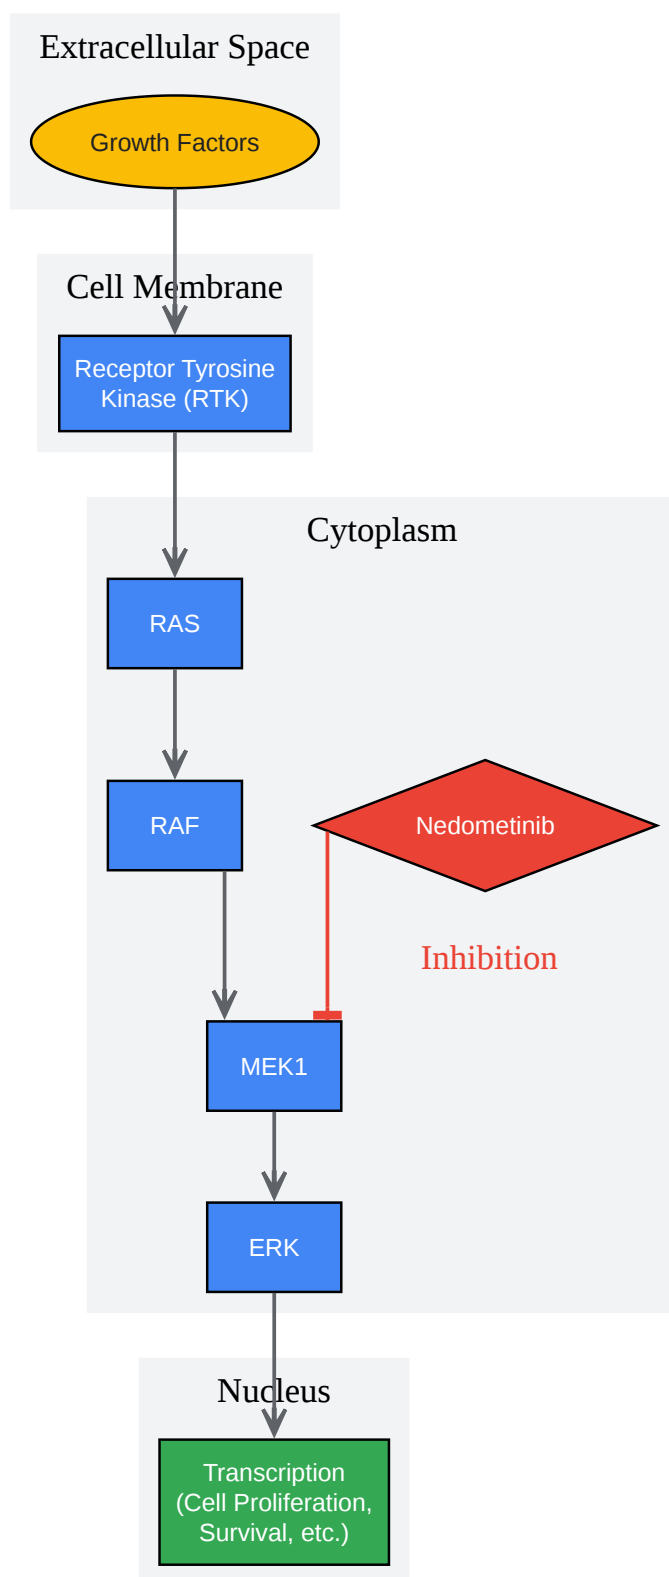 Extracellular Space
Growth Factors
Cell Membrane
Receptor Tyrosine
Kinase (RTK)
Cytoplasm
RAS
RAF
Nedometinib
Inhibition
MEK1
ERK
Nucleus
Transcription
(Cell Proliferation,
Survival, etc.)